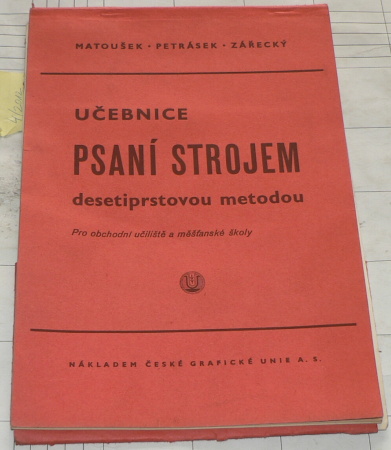 MATOUŠEK • PETRÁSEK • ZÁŘECKÝ
UČEBNICE
PSANÍ STROJEM
desetiprstovou metodou
Pro obchodní učiliště a měšťanské školy
NÁKLADEM ČESKÉ GRAFICKÉ UNIE A. S.